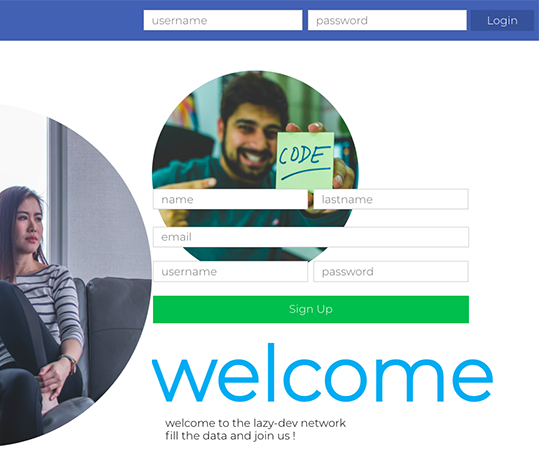 username password Login
CODE
name lastname
email
username password
Sign Up
welcome
welcome to the lazy-dev network
fill the data and join us !